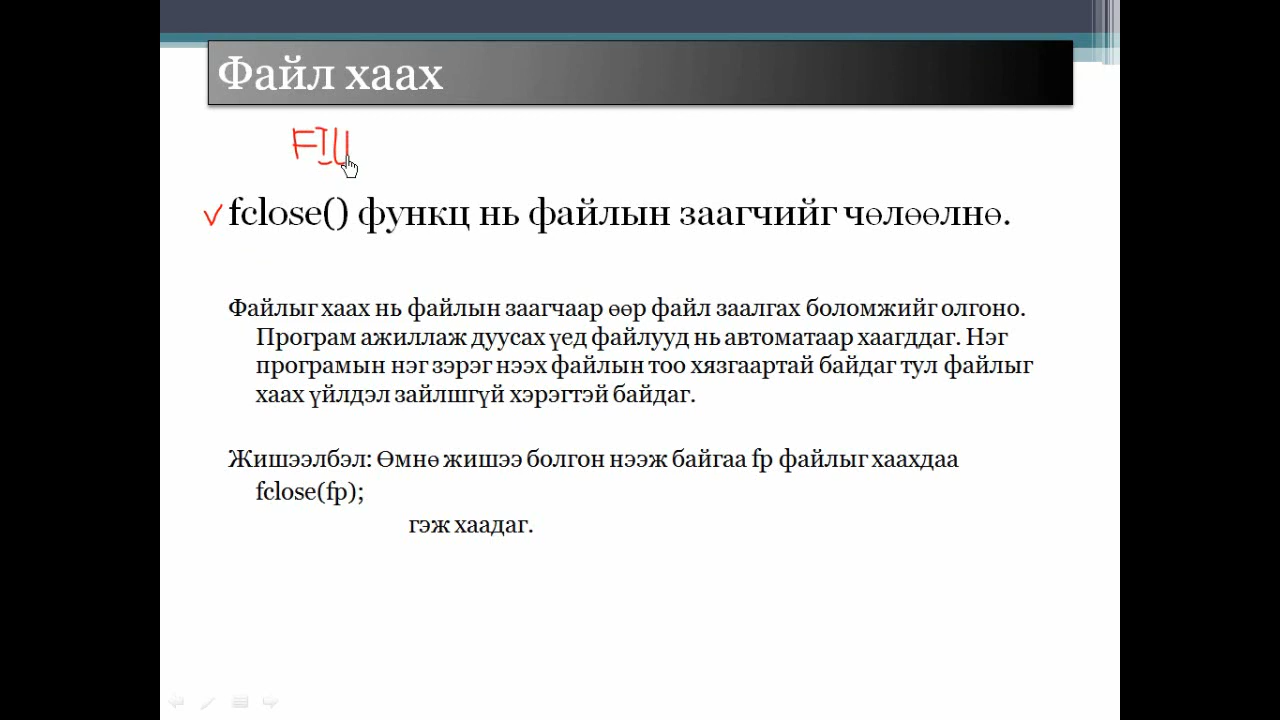 Файл хаах
FIL
fclose() функц нь файлын заагчийг чөлөөлнө.
Файлыг хаах нь файлын заагчаар өөр файл заалгах боломжийг олгоно.
Програм ажиллаж дуусах үед файлууд нь автоматаар хаагддаг. Нэг
програмын нэг зэрэг нээх файлын тоо хязгаартай байдаг тул файлыг
хаах үйлдэл зайлшгүй хэрэгтэй байдаг.
Жишээлбэл: Өмнө жишээ болгон нээж байгаа fp файлыг хаахдаа
fclose(fp);
гэж хаадаг.